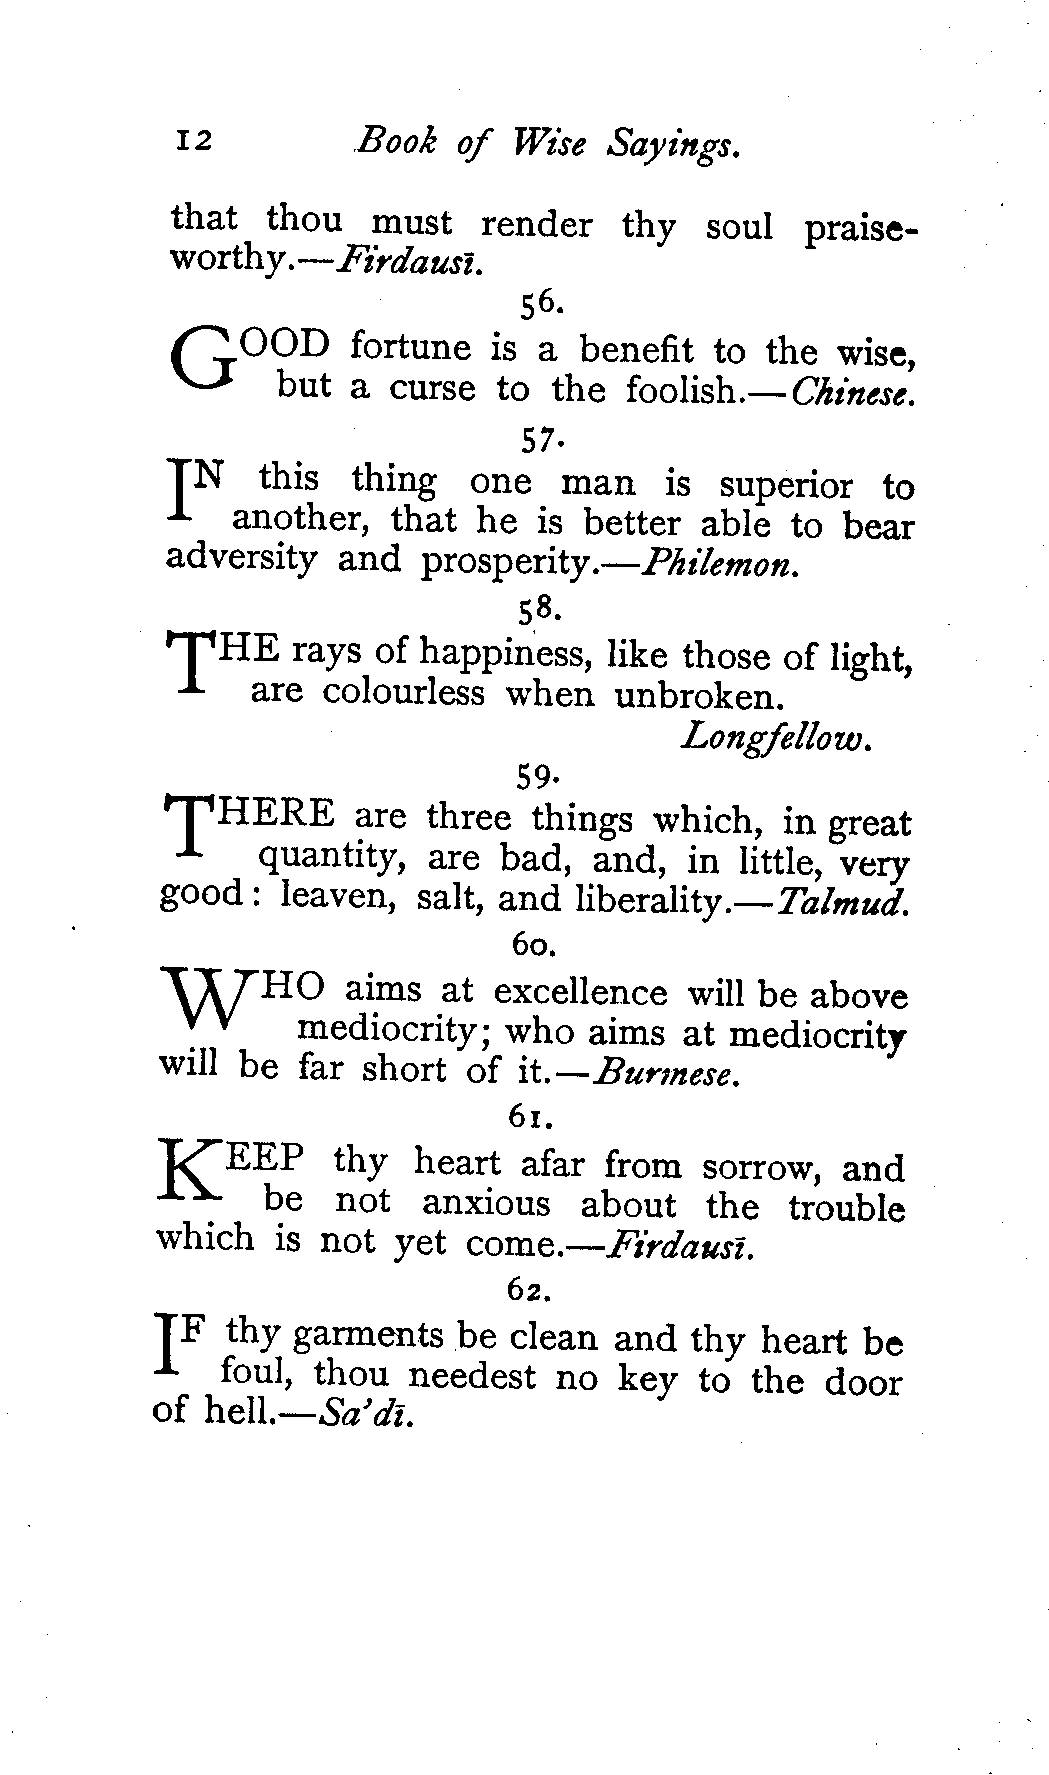 12 Book of Wise Sayings.
that thou must render thy soul praise-
worthy.—Firdausī.
56.
GOOD fortune is a benefit to the wise,
but a curse to the foolish.—Chinese.
57.
IN this thing one man is superior to
another, that he is better able to bear
adversity and prosperity.—Philemon.
58.
THE rays of happiness, like those of light,
are colourless when unbroken.
Longfellow.
59.
THERE are three things which, in great
quantity, are bad, and, in little, very
good: leaven, salt, and liberality.—Talmud.
60.
WHO aims at excellence will be above
mediocrity; who aims at mediocrity
will be far short of it.—Burmese.
61.
KEEP thy heart afar from sorrow, and
be not anxious about the trouble
which is not yet come.—Firdausī.
62.
IF thy garments be clean and thy heart be
foul, thou needest no key to the door
of hell.—Sa’dī.